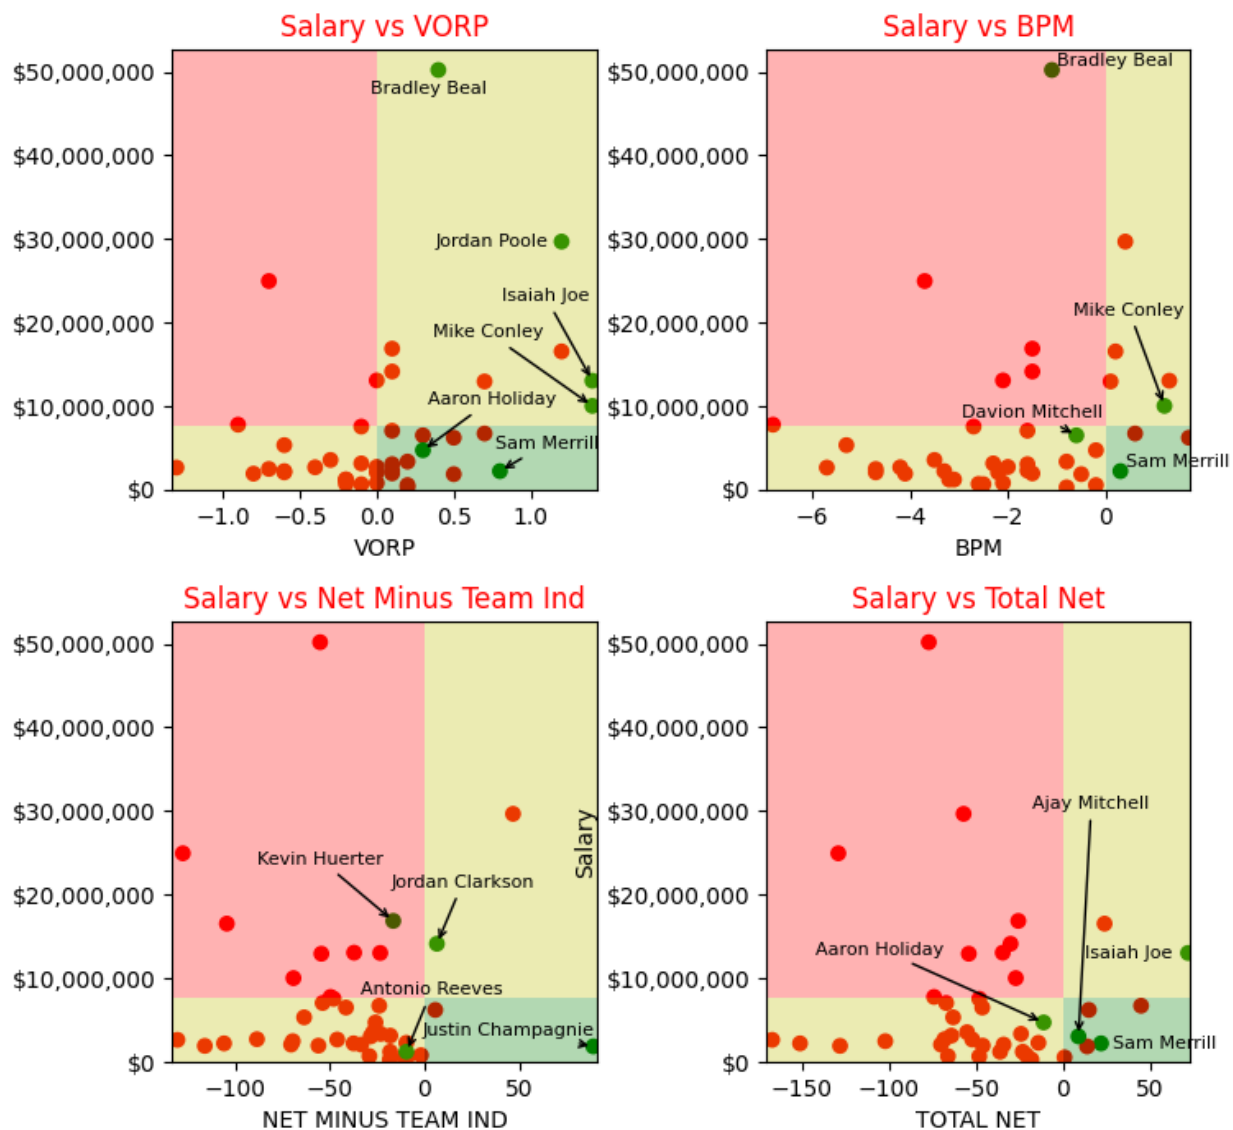 Salary vs VORP
$50,000,000
$40,000,000
$30,000,000
$20,000,000
$10,000,000
$0
Bradley Beal
Jordan Poole
Isaiah Joe
Mike Conley
Aaron Holiday
Sam Merrill
−1.0 −0.5 0.0 0.5 1.0
VORP
Salary vs BPM
$50,000,000
$40,000,000
$30,000,000
$20,000,000
$10,000,000
$0
Bradley Beal
Mike Conley
Davion Mitchell
Sam Merrill
−6 −4 −2 0
BPM
Salary vs Net Minus Team Ind
$50,000,000
$40,000,000
$30,000,000
$20,000,000
$10,000,000
$0
Kevin Huerter
Jordan Clarkson
Antonio Reeves
Justin Champagnie
−100 −50 0 50
NET MINUS TEAM IND
Salary vs Total Net
Salary
$50,000,000
$40,000,000
$30,000,000
$20,000,000
$10,000,000
$0
Ajay Mitchell
Aaron Holiday
Isaiah Joe
Sam Merrill
−150 −100 −50 0 50
TOTAL NET